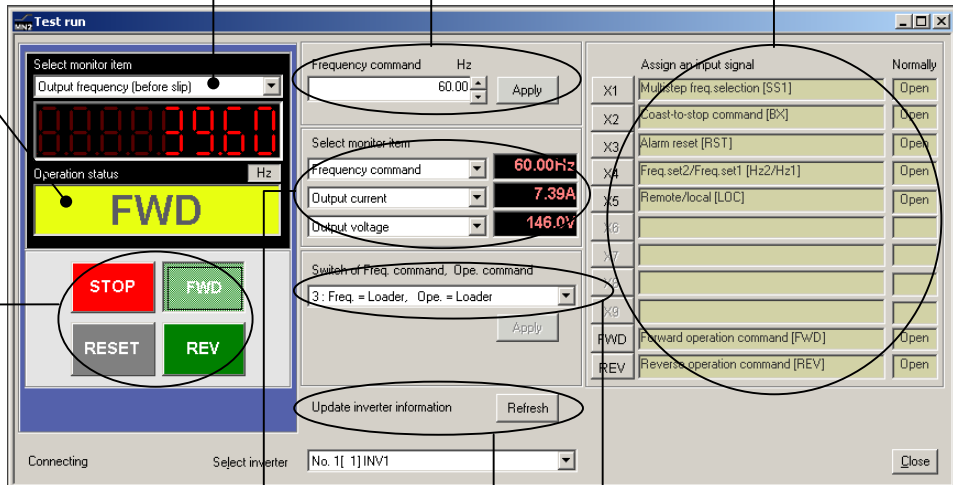 MN2 Test run
Select monitor item
Output frequency (before slip)
39.60
Operation status
Hz
FWD
STOP
FWD
RESET
REV
Frequency command Hz
60.00
Apply
Select monitor item
Frequency command 60.00Hz
Output current 7.39A
Output voltage 146.0V
Switch of Freq. command, Ope. command
3 : Freq. = Loader, Ope. = Loader
Apply
Update inverter information
Refresh
Assign an input signal Normally
X1 Multistep freq.selection [SS1] Open
X2 Coast-to-stop command [BX] Open
X3 Alarm reset [RST] Open
X4 Freq.set2/Freq.set1 [Hz2/Hz1] Open
X5 Remote/local [LOC] Open
X6
X7
X8
X9
FWD Forward operation command [FWD] Open
REV Reverse operation command [REV] Open
Connecting
Select inverter
No. 1[ 1] INV1
Close